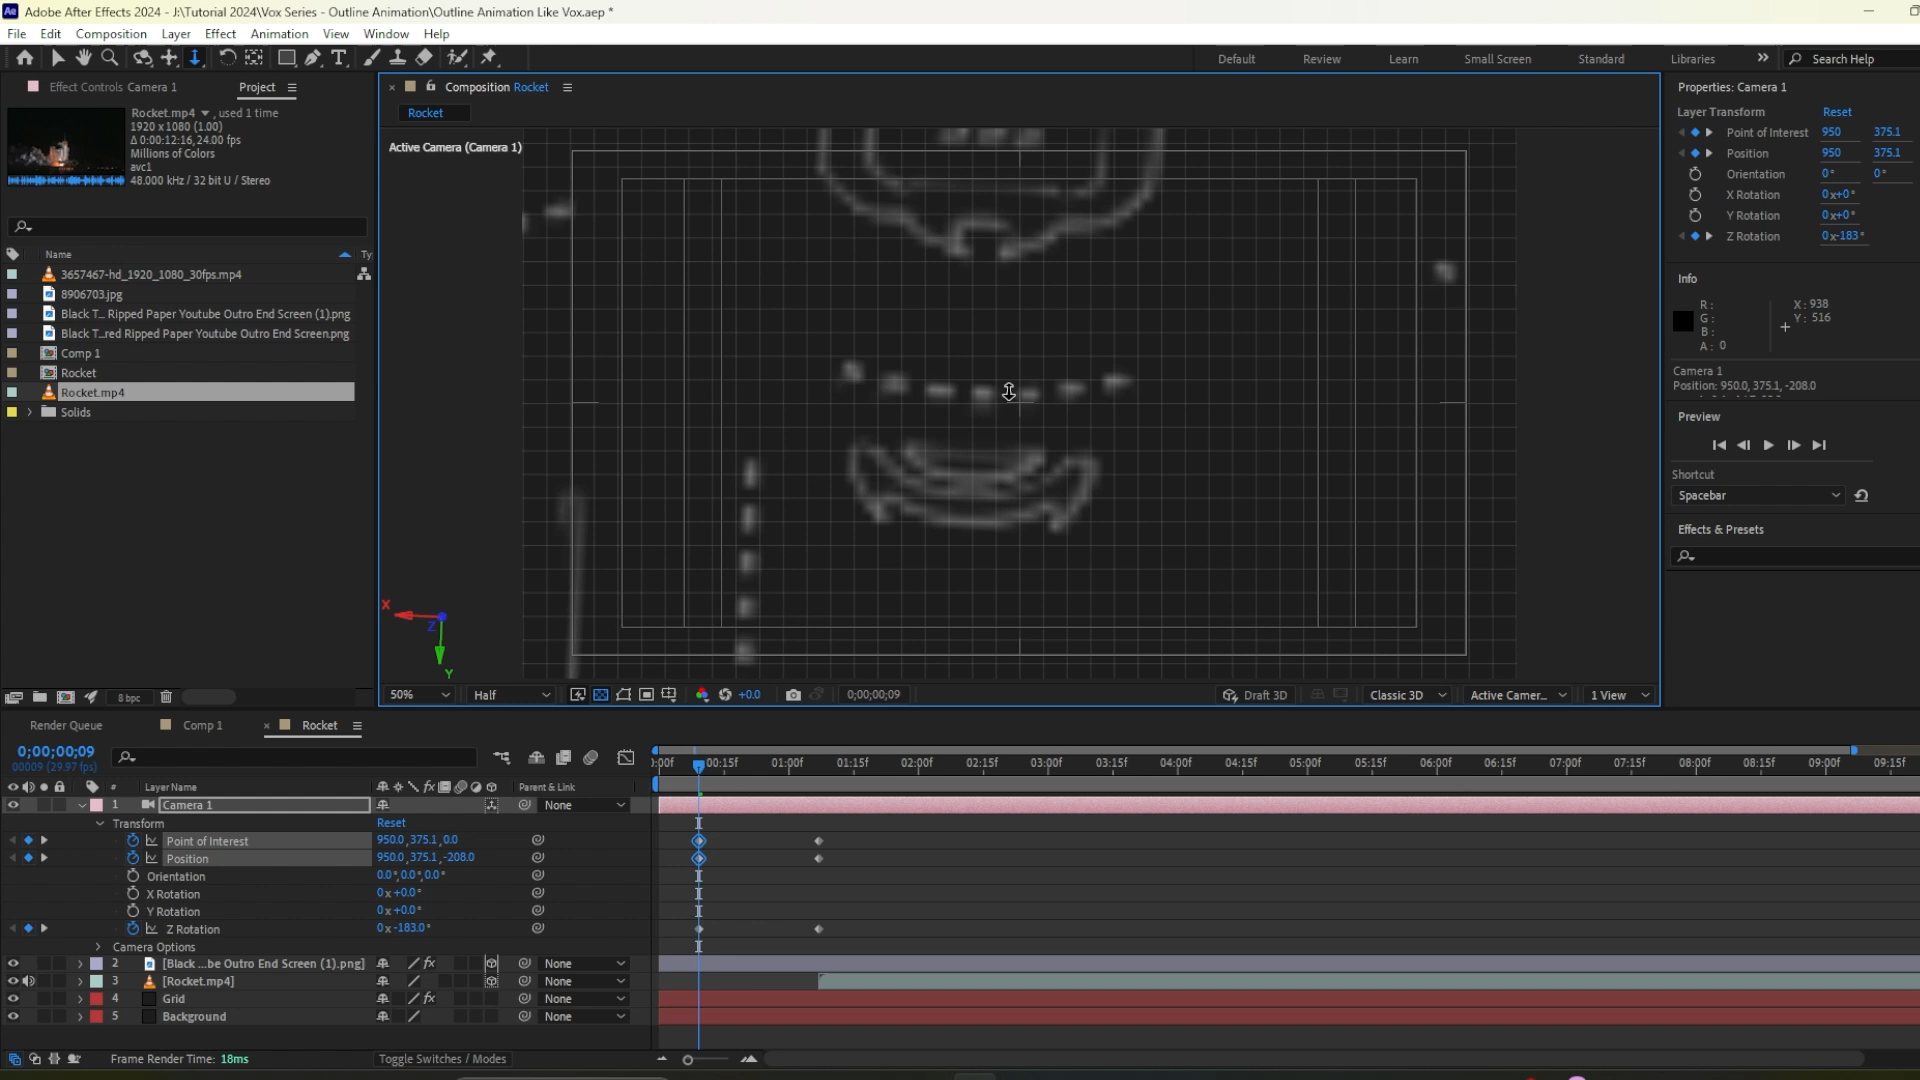 Adobe After Effects 2024 - J:\Tutorial 2024\Vox Series - Outline Animation\Outline Animation Like Vox.aep *
File Edit Composition Layer Effect Animation View Window Help
Default Review Learn Small Screen Standard Libraries Search Help
Effect Controls Camera 1 Project
Rocket.mp4 , used 1 time
1920 x 1080 (1.00)
Δ 0:00:12:16, 24.00 fps
Millions of Colors
avc1
48.000 kHz / 32 bit U / Stereo
Name Ty
3657467-hd_1920_1080_30fps.mp4
8906703.jpg
Black T... Ripped Paper Youtube Outro End Screen (1).png
Black T...red Ripped Paper Youtube Outro End Screen.png
Comp 1
Rocket
Rocket.mp4
Solids
8 bpc
Composition Rocket
Rocket
Active Camera (Camera 1)
X
Z
Y
50% Half +0.0 0;00;00;09 Draft 3D Classic 3D Active Camer... 1 View
Properties: Camera 1
Layer Transform Reset
Point of Interest 950 375.1
Position 950 375.1
Orientation 0° 0°
X Rotation 0x+0°
Y Rotation 0x+0°
Z Rotation 0x-183°
Info
R: X: 938
G: Y: 516
B:
A: 0
Camera 1
Position: 950.0, 375.1, -208.0
Preview
Shortcut
Spacebar
Effects & Presets
Render Queue Comp 1 Rocket
0;00;00;09
00009 (29.97 fps)
:00f 00:15f 01:00f 01:15f 02:00f 02:15f 03:00f 03:15f 04:00f 04:15f 05:00f 05:15f 06:00f 06:15f 07:00f 07:15f 08:00f 08:15f 09:00f 09:15f
# Layer Name fx Parent & Link
1 Camera 1 None
Transform Reset
Point of Interest 950.0,375.1,0.0
Position 950.0,375.1,-208.0
Orientation 0.0°,0.0°,0.0°
X Rotation 0x+0.0°
Y Rotation 0x+0.0°
Z Rotation 0x-183.0°
Camera Options
2 [Black ...be Outro End Screen (1).png] fx None
3 [Rocket.mp4] None
4 Grid fx None
5 Background None
Frame Render Time: 18ms Toggle Switches / Modes